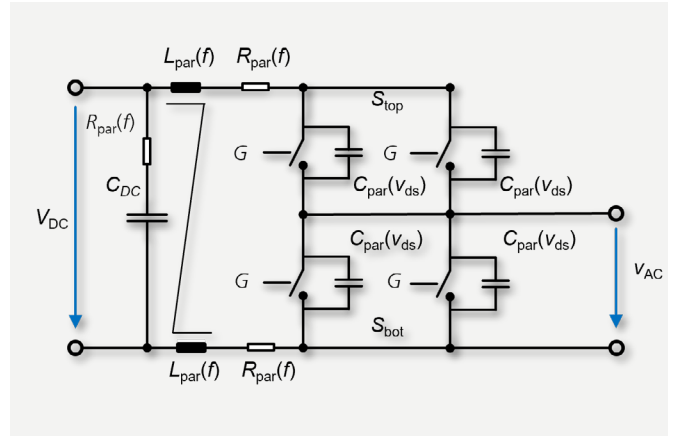 Lpar(f) Rpar(f)
Stop
Rpar(f)
G G
CDC
Cpar(vds) Cpar(vds)
VDC
Cpar(vds) Cpar(vds)
vAC
G G
Sbot
Lpar(f) Rpar(f)